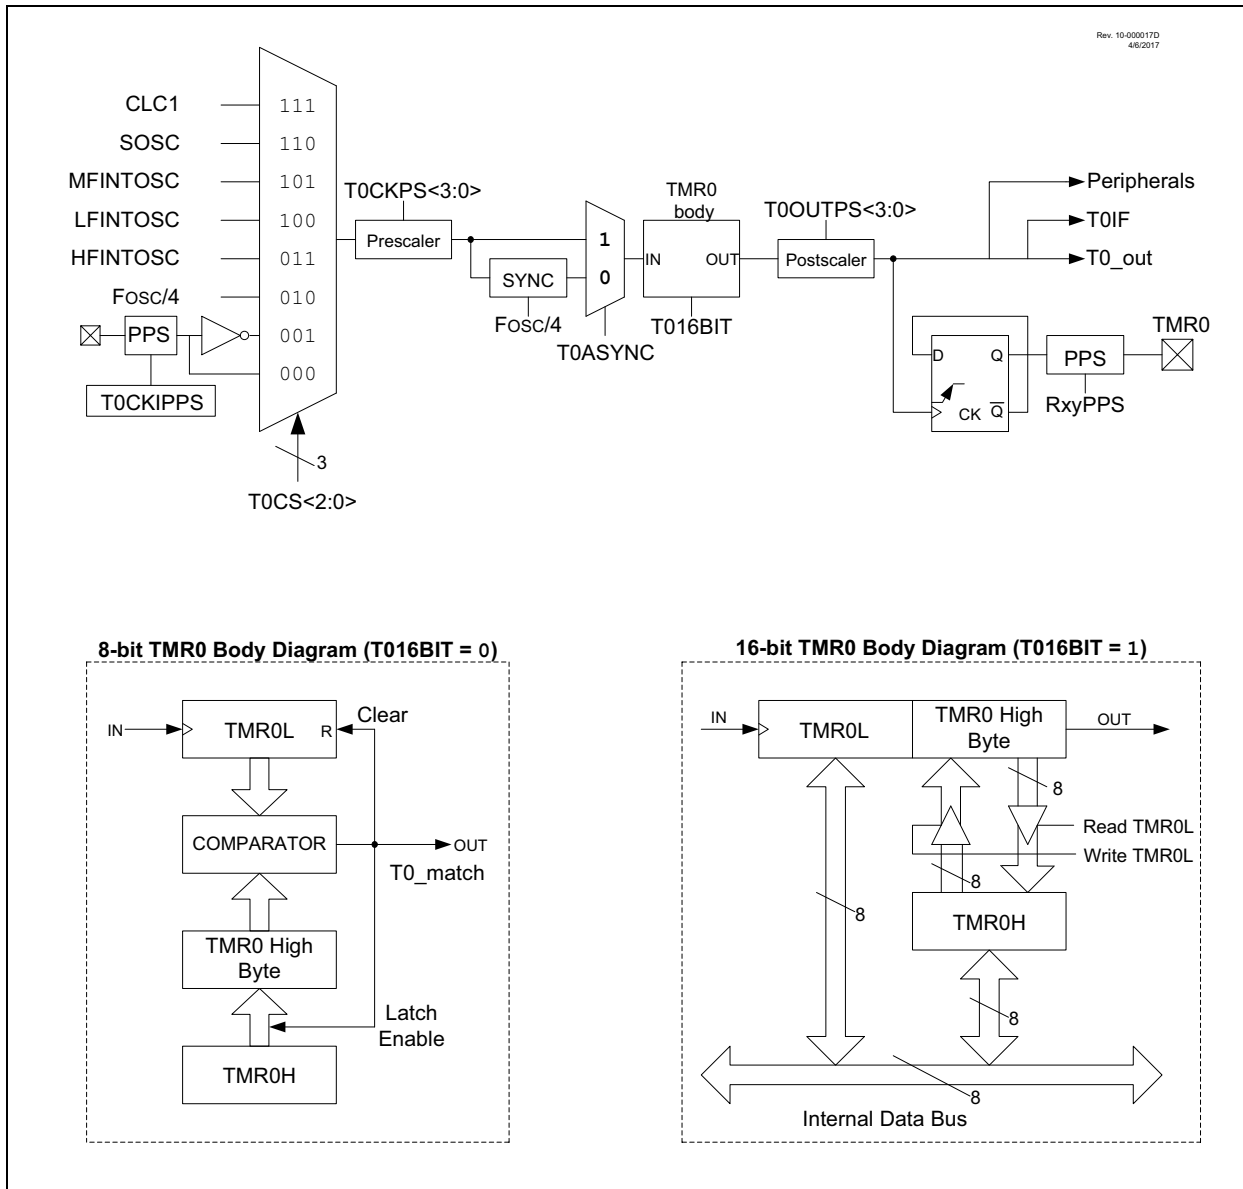 Rev. 10-000017D
4/6/2017
CLC1
111
SOSC
110
MFINTOSC
101
LFINTOSC
100
HFINTOSC
011
FOSC/4
010
PPS
001
000
T0CKIPPS
3
T0CS<2:0>
T0CKPS<3:0>
Prescaler
SYNC
FOSC/4
1
0
T0ASYNC
TMR0
body
IN
OUT
T016BIT
T0OUTPS<3:0>
Postscaler
Peripherals
T0IF
T0_out
D
Q
CK
Q
PPS
RxyPPS
TMR0
8-bit TMR0 Body Diagram (T016BIT = 0)
IN
TMR0L
R
Clear
COMPARATOR
OUT
T0_match
TMR0 High
Byte
Latch
Enable
TMR0H
16-bit TMR0 Body Diagram (T016BIT = 1)
IN
TMR0L
TMR0 High
Byte
OUT
8
Read TMR0L
Write TMR0L
8
8
TMR0H
8
8
Internal Data Bus